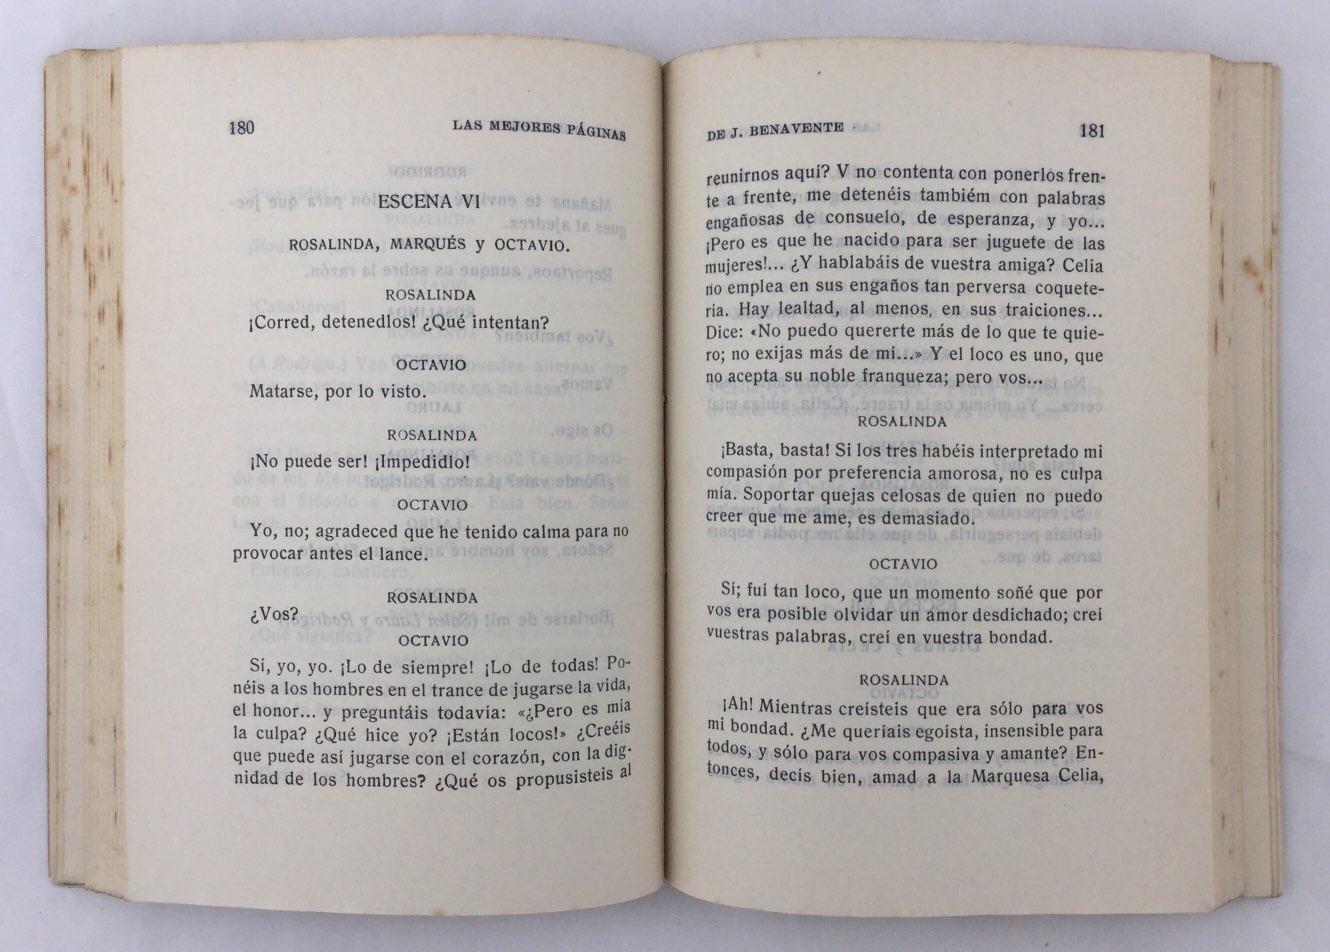 180
LAS MEJORES PÁGINAS
ESCENA VI
ROSALINDA, MARQUÉS y OCTAVIO.
ROSALINDA
¡Corred, detenedlos! ¿Qué intentan?
OCTAVIO
Matarse, por lo visto.
ROSALINDA
¡No puede ser! ¡Impedidlo!
OCTAVIO
Yo, no; agradeced que he tenido calma para no
provocar antes el lance.
ROSALINDA
¿Vos?
OCTAVIO
Sí, yo, yo. ¡Lo de siempre! ¡Lo de todas! Po-
néis a los hombres en el trance de jugarse la vida,
el honor... y preguntáis todavía: «¿Pero es mía
la culpa? ¿Qué hice yo? ¡Están locos!» ¿Creéis
que puede así jugarse con el corazón, con la dig-
nidad de los hombres? ¿Qué os propusisteis al
DE J. BENAVENTE
181
reunirnos aquí? V no contenta con ponerlos fren-
te a frente, me detenéis tambiém con palabras
engañosas de consuelo, de esperanza, y yo...
¡Pero es que he nacido para ser juguete de las
mujeres!... ¿Y hablabáis de vuestra amiga? Celia
no emplea en sus engaños tan perversa coquete-
ría. Hay lealtad, al menos, en sus traiciones...
Dice: «No puedo quererte más de lo que te quie-
ro; no exijas más de mí...» Y el loco es uno, que
no acepta su noble franqueza; pero vos...
ROSALINDA
¡Basta, basta! Si los tres habéis interpretado mi
compasión por preferencia amorosa, no es culpa
mía. Soportar quejas celosas de quien no puedo
creer que me ame, es demasiado.
OCTAVIO
Sí; fuí tan loco, que un momento soñé que por
vos era posible olvidar un amor desdichado; creí
vuestras palabras, creí en vuestra bondad.
ROSALINDA
¡Ah! Mientras creísteis que era sólo para vos
mi bondad. ¿Me queríais egoísta, insensible para
todos, y sólo para vos compasiva y amante? En-
tonces, decís bien, amad a la Marquesa Celia,